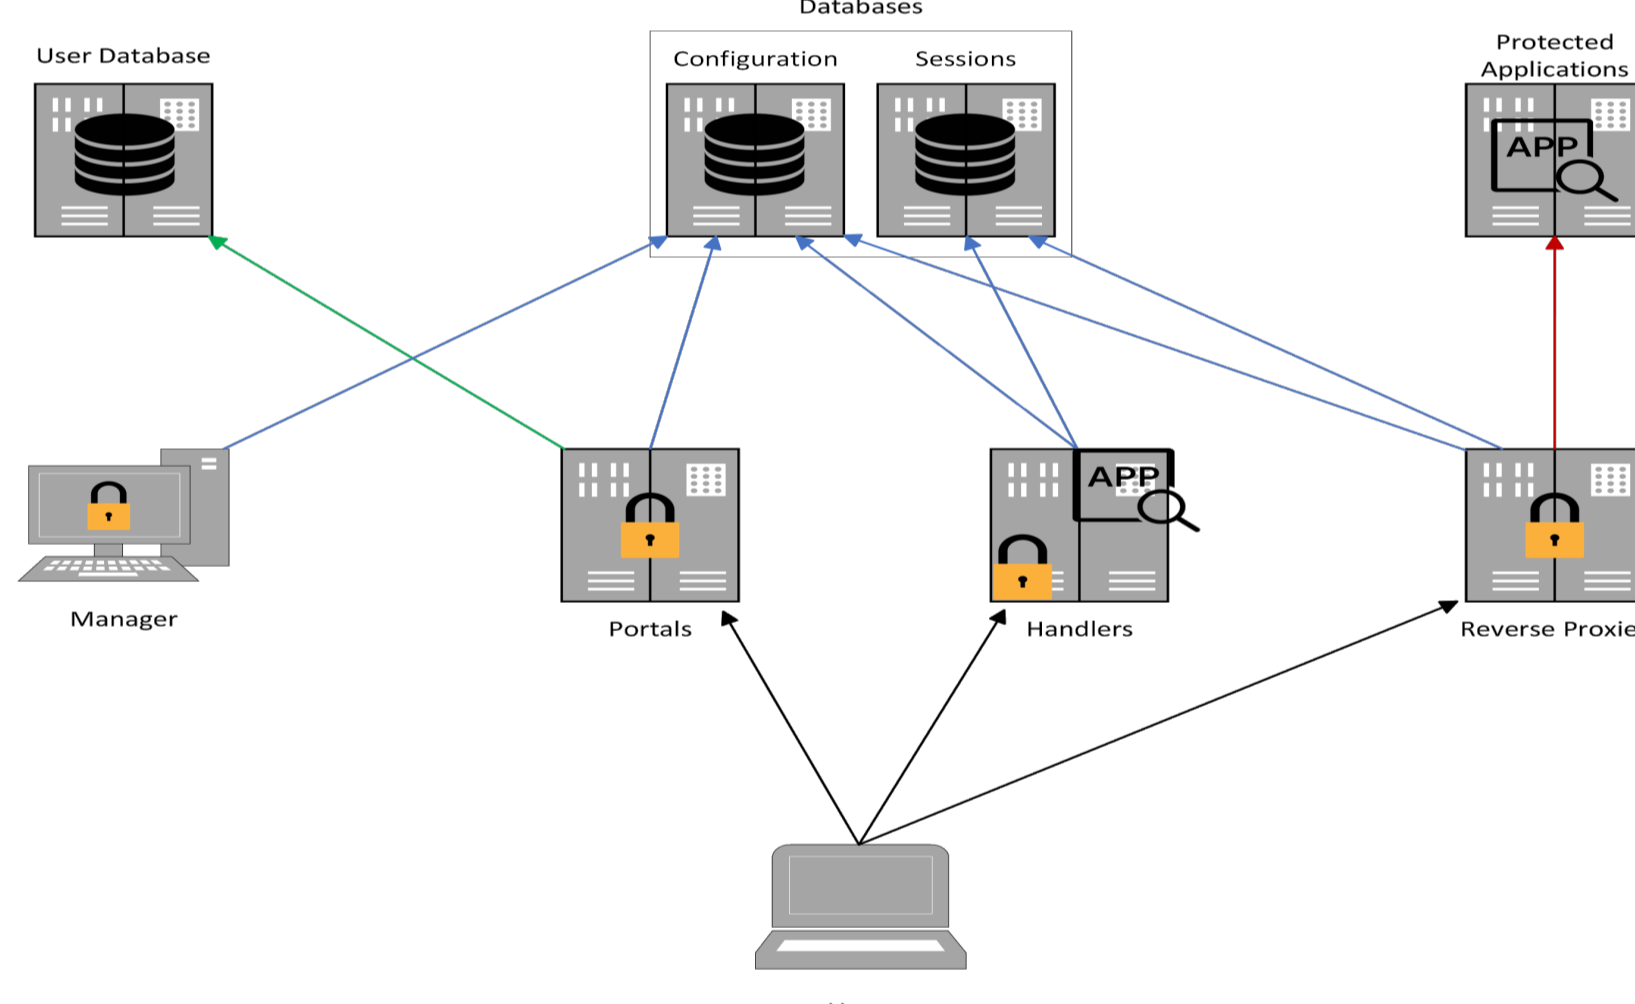 Databases
User Database
Configuration
Sessions
Protected
Applications
APP
APP
Manager
Portals
Handlers
Reverse Proxie